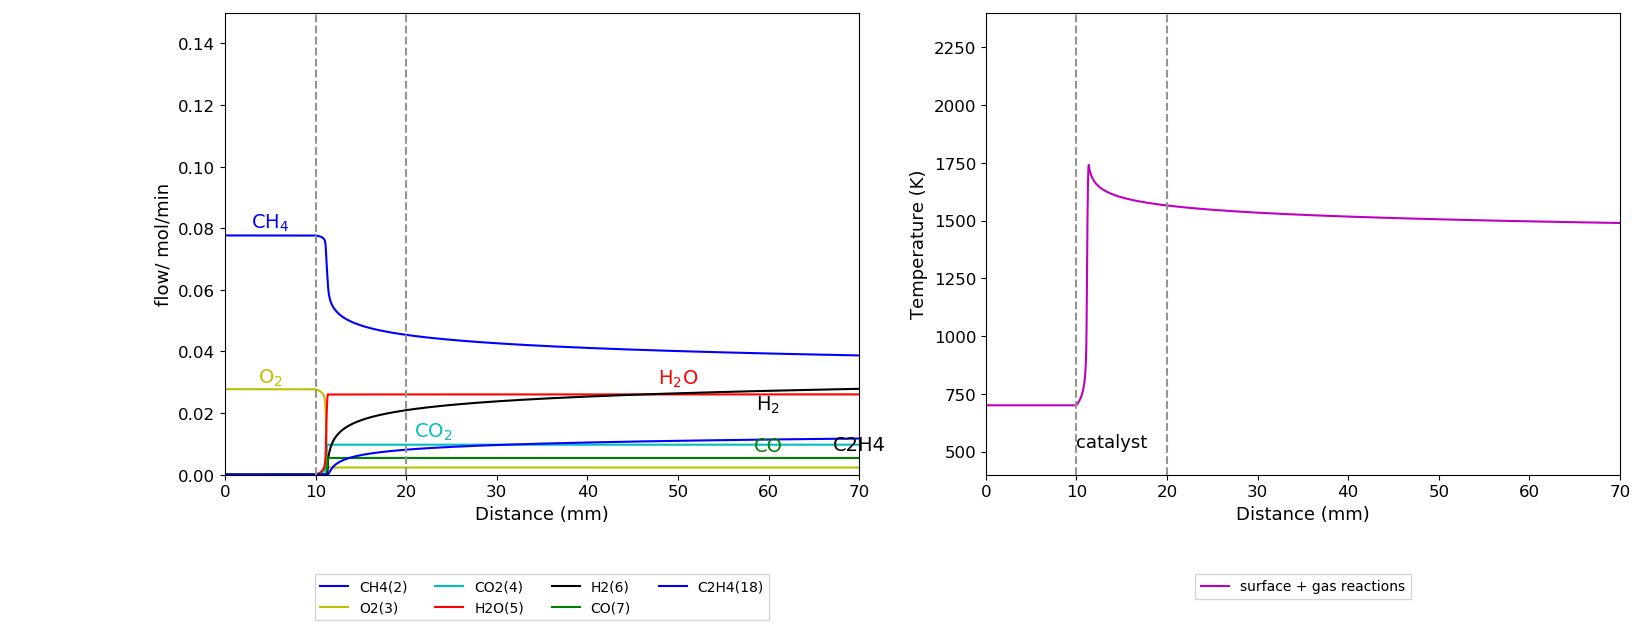 0.14
0.12
0.10
0.08
0.06
0.04
0.02
0.00
flow/ mol/min
CH4
O2
CO2
H2O
H2
CO
C2H4
0 10 20 30 40 50 60 70
Distance (mm)
CH4(2) CO2(4) H2(6) C2H4(18)
O2(3) H2O(5) CO(7)
2250
2000
1750
1500
1250
1000
750
500
Temperature (K)
catalyst
0 10 20 30 40 50 60 70
Distance (mm)
surface + gas reactions